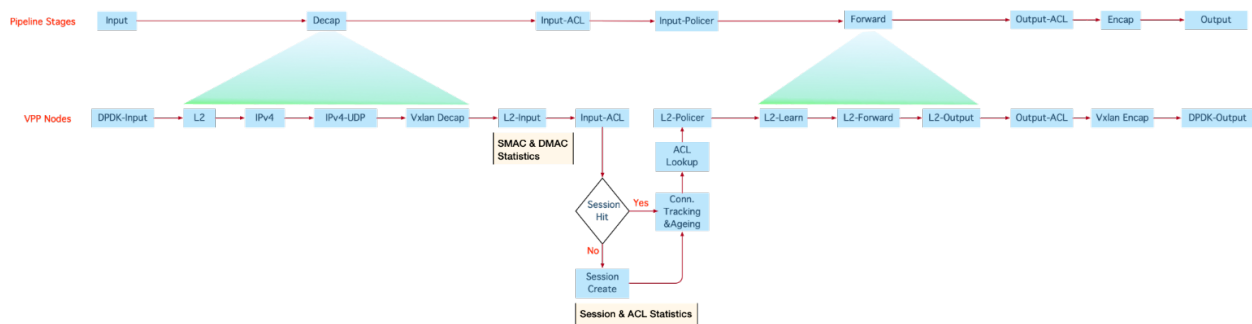 Pipeline Stages Input Decap Input-ACL Input-Policer Forward Output-ACL Encap Output
VPP Nodes DPDK-Input L2 IPv4 IPv4-UDP Vxlan Decap L2-Input Input-ACL L2-Policer L2-Learn L2-Forward L2-Output Output-ACL Vxlan Encap DPDK-Output
SMAC & DMAC
Statistics
ACL
Lookup
Session
Hit
Yes
Conn.
Tracking
&Ageing
No
Session
Create
Session & ACL Statistics